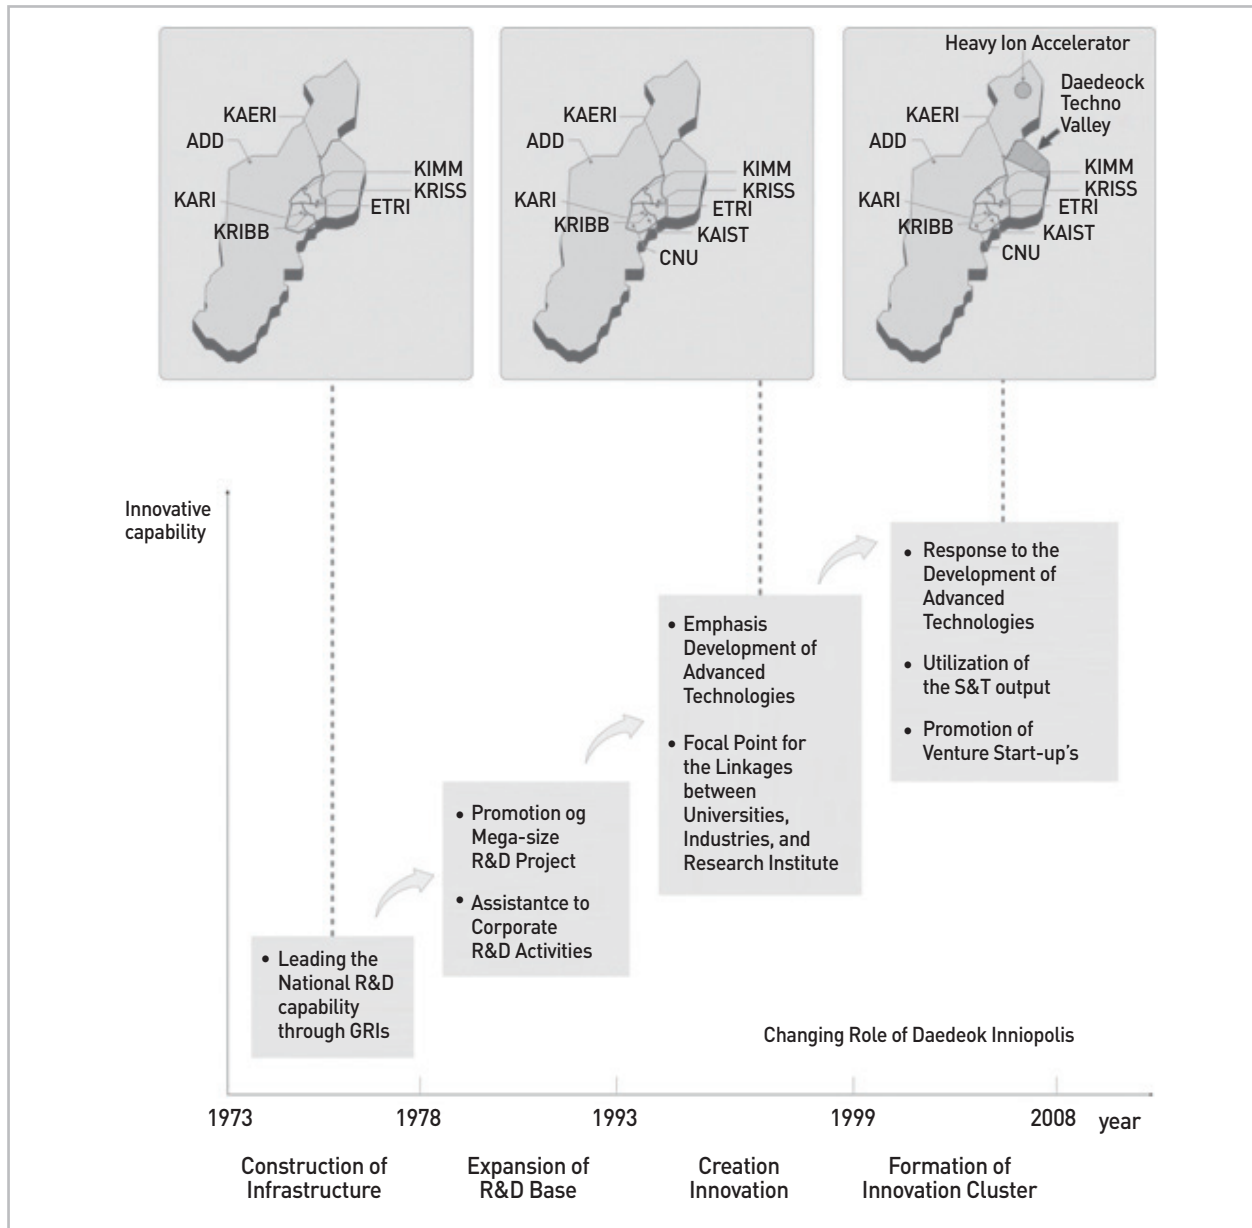 KAERI
ADD
KIMM
KRISS
KARI
ETRI
KRIBB
KAERI
ADD
KIMM
KRISS
KARI
ETRI
KRIBB
KAIST
CNU
Heavy Ion Accelerator
Daedeock
Techno
Valley
KAERI
ADD
KIMM
KRISS
KARI
ETRI
KRIBB
KAIST
CNU
Innovative
capability
• Leading the
National R&D
capability
through GRIs
• Promotion og
Mega-size
R&D Project
• Assistantce to
Corporate
R&D Activities
• Emphasis
Development of
Advanced
Technologies
• Focal Point for
the Linkages
between
Universities,
Industries, and
Research Institute
• Response to the
Development of
Advanced
Technologies
• Utilization of
the S&T output
• Promotion of
Venture Start-up's
Changing Role of Daedeok Inniopolis
1973
1978
1993
1999
2008
year
Construction of
Infrastructure
Expansion of
R&D Base
Creation
Innovation
Formation of
Innovation Cluster